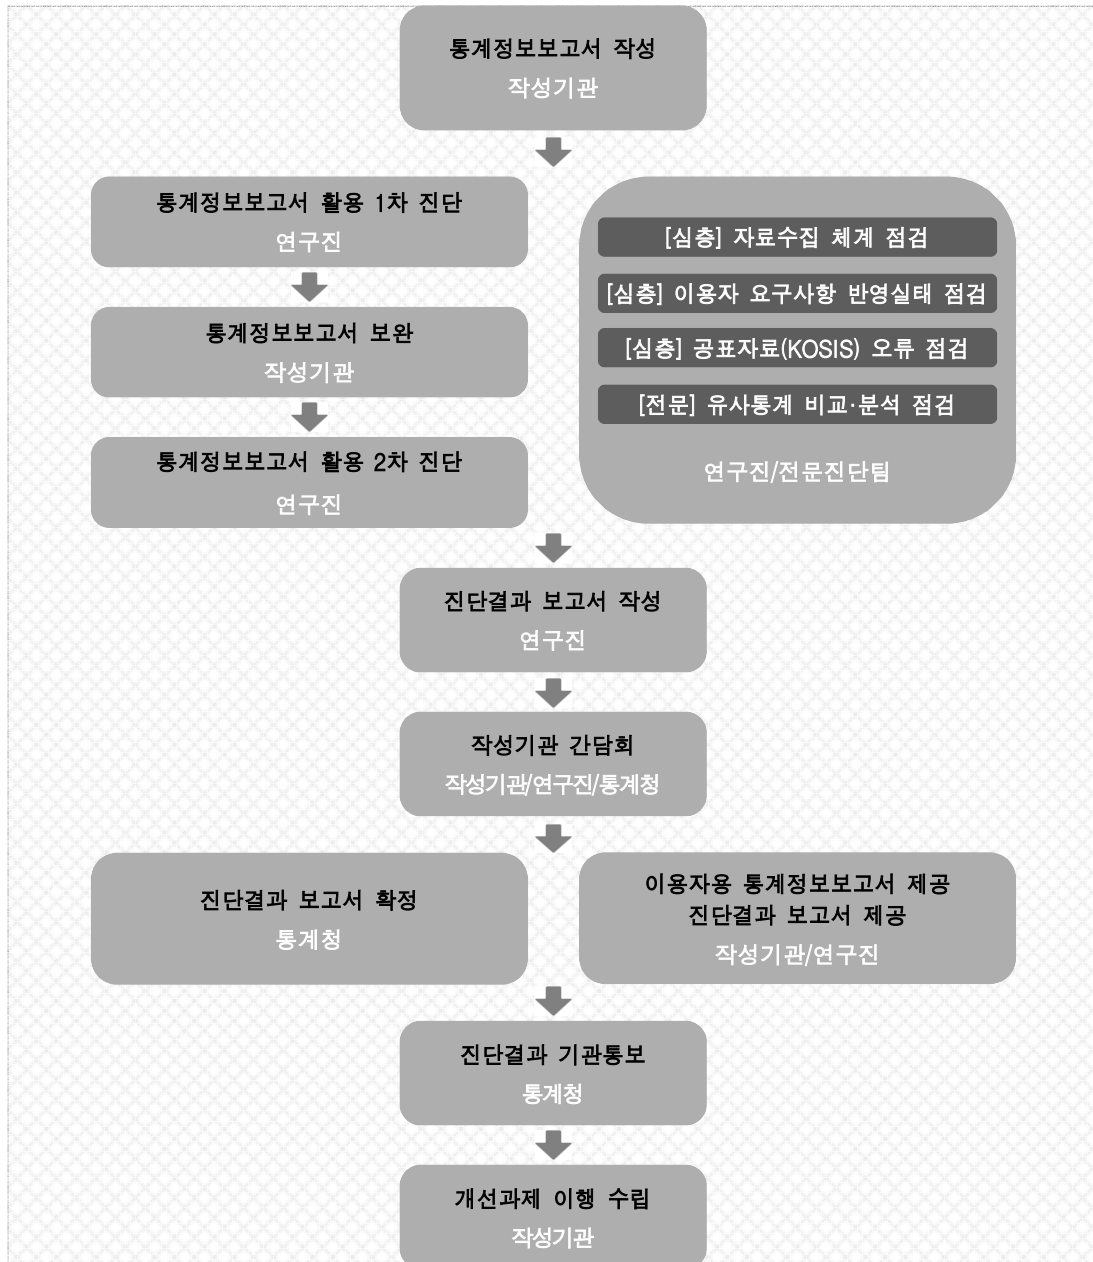 통계정보보고서 작성
작성기관
통계정보보고서 활용 1차 진단
연구진
통계정보보고서 보완
작성기관
통계정보보고서 활용 2차 진단
연구진
[심층] 자료수집 체계 점검
[심층] 이용자 요구사항 반영실태 점검
[심층] 공표자료(KOSIS) 오류 점검
[전문] 유사통계 비교·분석 점검
연구진/전문진단팀
진단결과 보고서 작성
연구진
작성기관 간담회
작성기관/연구진/통계청
진단결과 보고서 확정
통계청
이용자용 통계정보보고서 제공
진단결과 보고서 제공
작성기관/연구진
진단결과 기관통보
통계청
개선과제 이행 수립
작성기관